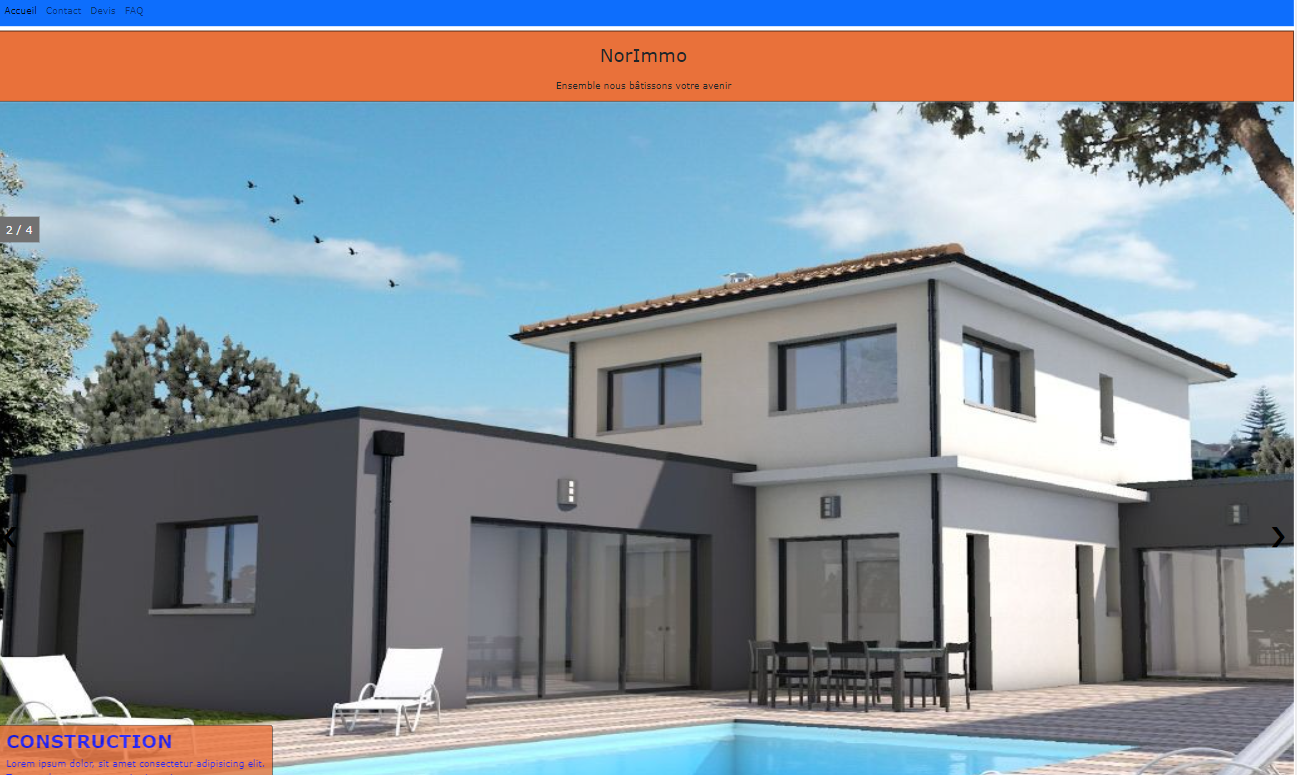 Accueil Contact Devis FAQ
NorImmo
Ensemble nous bâtissons votre avenir
2 / 4
❮ ❯
CONSTRUCTION
Lorem ipsum dolor, sit amet consectetur adipisicing elit.